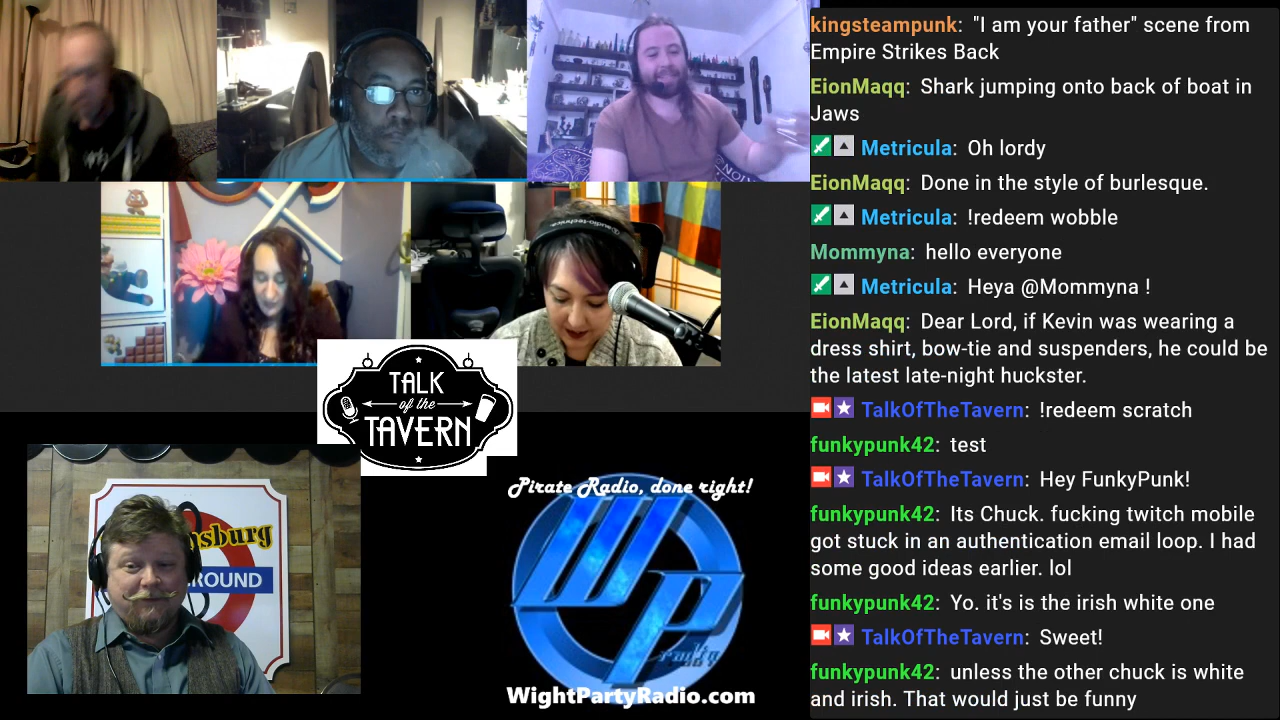 kingsteampunk: "I am your father" scene from
Empire Strikes Back
EionMaqq: Shark jumping onto back of boat in
Jaws
Metricula: Oh lordy
EionMaqq: Done in the style of burlesque.
Metricula: !redeem wobble
Mommyna: hello everyone
Metricula: Heya @Mommyna !
EionMaqq: Dear Lord, if Kevin was wearing a
dress shirt, bow-tie and suspenders, he could be
the latest late-night huckster.
TalkOfTheTavern: !redeem scratch
funkypunk42: test
TalkOfTheTavern: Hey FunkyPunk!
funkypunk42: Its Chuck. fucking twitch mobile
got stuck in an authentication email loop. I had
some good ideas earlier. lol
funkypunk42: Yo. it's is the irish white one
TalkOfTheTavern: Sweet!
funkypunk42: unless the other chuck is white
and irish. That would just be funny
audio-technica
TALK
of the
TAVERN
nsburg
ROUND
Pirate Radio, done right!
WP
radio
WightPartyRadio.com